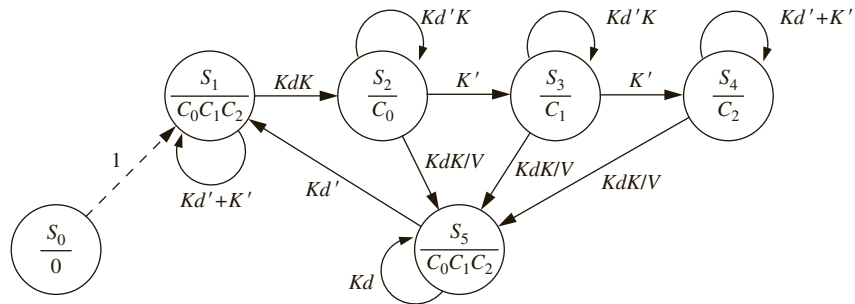 Kd′K
Kd′K
Kd′+K′
S1
C0C1C2
KdK
S2
C0
K′
S3
C1
K′
S4
C2
1
Kd′+K′
Kd′
KdK/V
KdK/V
KdK/V
S0
0
S5
C0C1C2
Kd